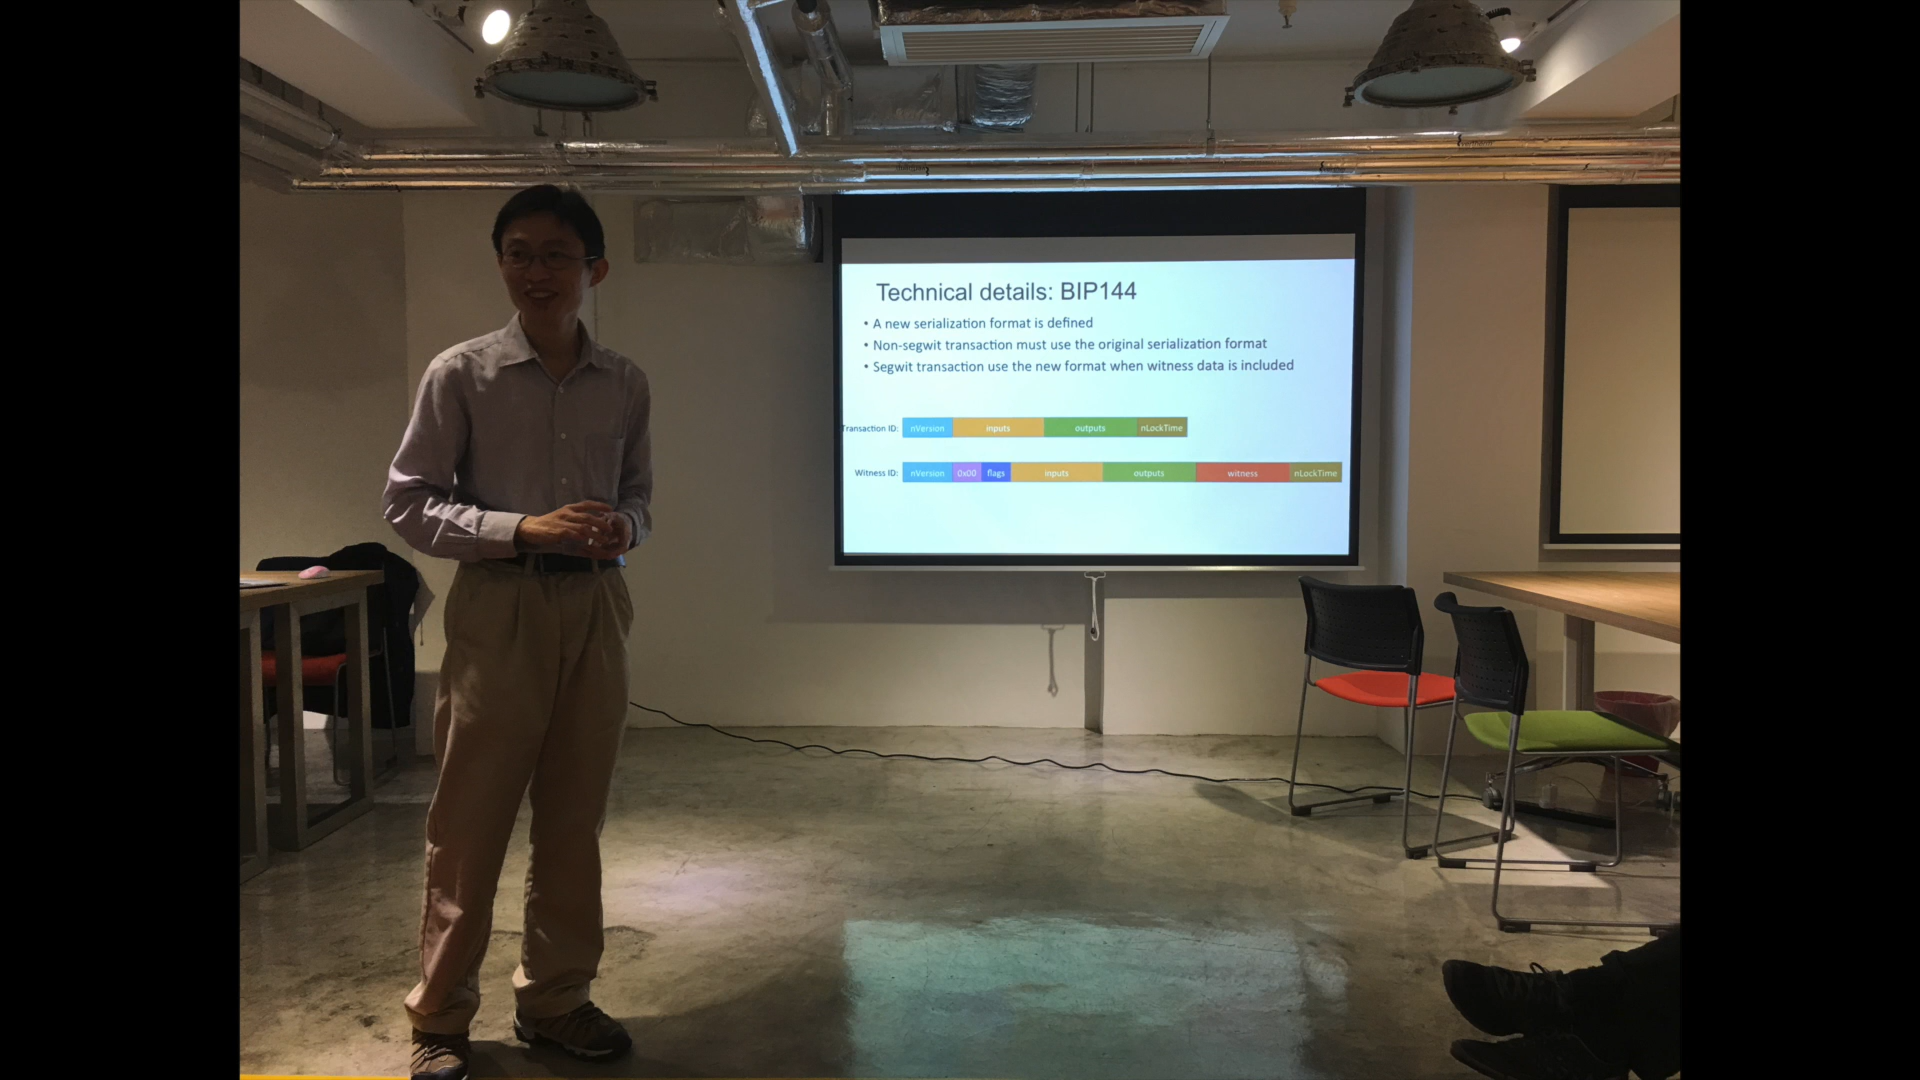 Technical details: BIP144
• A new serialization format is defined
• Non-segwit transaction must use the original serialization format
• Segwit transaction use the new format when witness data is included
Transaction ID: nVersion inputs outputs nLockTime
Witness ID: nVersion 0x00 flags inputs outputs witness nLockTime